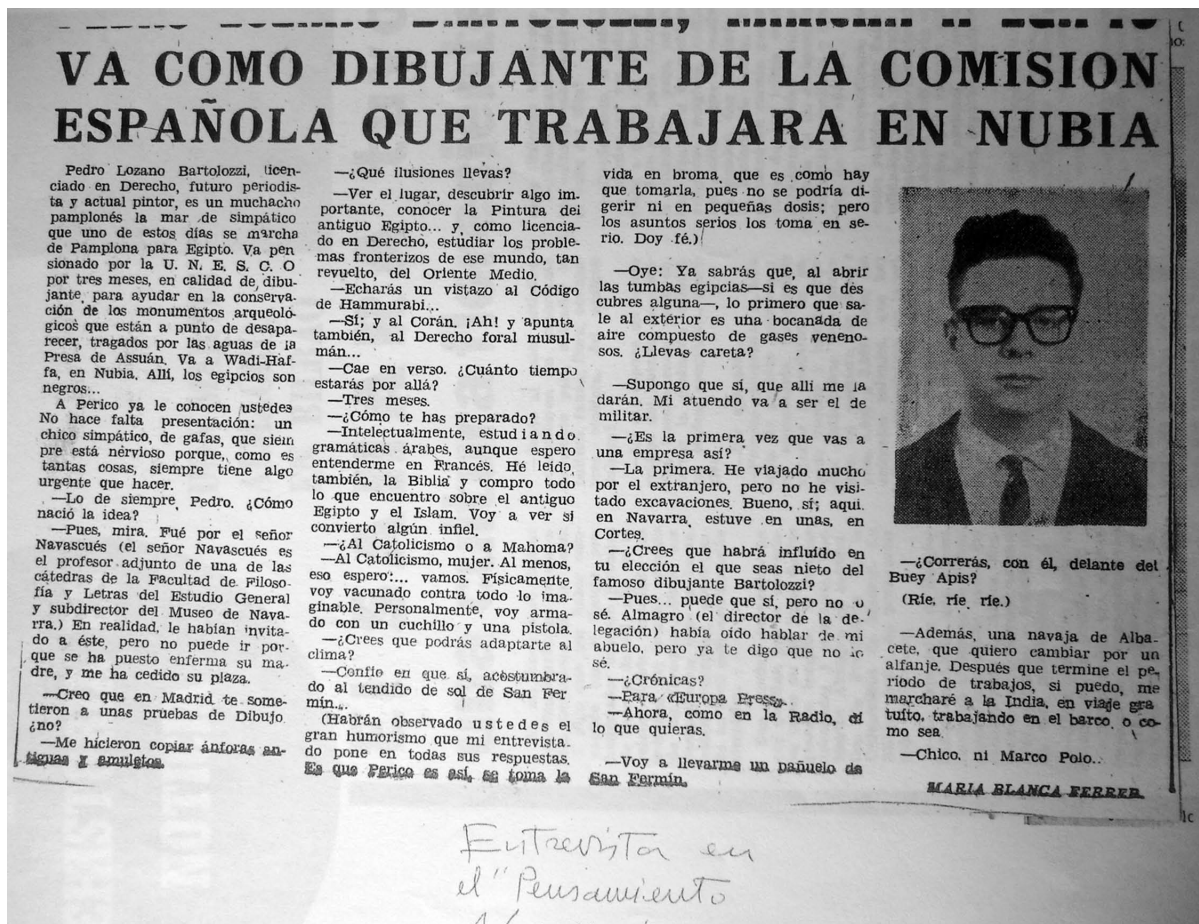 VA COMO DIBUJANTE DE LA COMISION
ESPAÑOLA QUE TRABAJARA EN NUBIA
Pedro Lozano Bartolozzi, licen-
ciado en Derecho, futuro periodis-
ta y actual pintor, es un muchacho
pamplonés la mar de simpático
que uno de estos días se marcha
de Pamplona para Egipto. Va pen
sionado por la U. N. E. S. C. O
por tres meses, en calidad de dibu-
jante, para ayudar en la conserva-
ción de los monumentos arqueoló-
gicos que están a punto de desapa-
recer, tragados por las aguas de la
Presa de Assuán. Va a Wadi-Haf-
fa, en Nubia. Allí, los egipcios son
negros...
A Perico ya le conocen ustedes
No hace falta presentación: un
chico simpático, de gafas, que siem
pre está nervioso porque, como es
tantas cosas, siempre tiene algo
urgente que hacer.
—Lo de siempre, Pedro. ¿Cómo
nació la idea?
—Pues, mira. Fué por el señor
Navascués (el señor Navascués es
el profesor adjunto de una de las
cátedras de la Facultad de Filoso-
fía y Letras del Estudio General
y subdirector del Museo de Nava-
rra.) En realidad, le habían invita-
do a éste, pero no puede ir por-
que se ha puesto enferma su ma-
dre, y me ha cedido su plaza.
—Creo que en Madrid te some-
tieron a unas pruebas de Dibujo
¿no?
—Me hicieron copiar ánforas an-
tiguas y amuletos.
—¿Qué ilusiones llevas?
—Ver el lugar, descubrir algo im-
portante, conocer la Pintura del
antiguo Egipto... y, como licencia-
do en Derecho, estudiar los proble-
mas fronterizos de ese mundo, tan
revuelto, del Oriente Medio.
—Echarás un vistazo al Código
de Hammurabi...
—Sí; y al Corán. ¡Ah! y apunta
también, al Derecho foral musul-
mán...
—Cae en verso. ¿Cuánto tiempo
estarás por allá?
—Tres meses.
—¿Cómo te has preparado?
—Intelectualmente, estudiando
gramáticas árabes, aunque espero
entenderme en Francés. Hé leído,
también, la Biblia y compro todo
lo que encuentro sobre el antiguo
Egipto y el Islam. Voy a ver si
convierto algún infiel.
—¿Al Catolicismo o a Mahoma?
—Al Catolicismo, mujer. Al menos,
eso espero:... vamos. Físicamente,
voy vacunado contra todo lo ima-
ginable. Personalmente, voy arma-
do con un cuchillo y una pistola.
—¿Crees que podrás adaptarte al
clima?
—Confío en que sí, acostumbra-
do al tendido de sol de San Fer
mín...
(Habrán observado ustedes el
gran humorismo que mi entrevista-
do pone en todas sus respuestas.
Es que Perico es así, se toma la
vida en broma, que es como hay
que tomarla, pues no se podría di-
gerir ni en pequeñas dosis; pero
los asuntos serios los toma en se-
rio. Doy fé.)
—Oye: Ya sabrás que, al abrir
las tumbas egipcias—si es que des
cubres alguna—, lo primero que sa-
le al exterior es una bocanada de
aire compuesto de gases veneno-
sos. ¿Llevas careta?
—Supongo que sí, que allí me la
darán. Mi atuendo va a ser el de
militar.
—¿Es la primera vez que vas a
una empresa así?
—La primera. He viajado mucho
por el extranjero, pero no he visi-
tado excavaciones. Bueno, sí; aquí,
en Navarra, estuve en unas, en
Cortes.
—¿Crees que habrá influído en
tu elección el que seas nieto del
famoso dibujante Bartolozzi?
—Pues... puede que sí, pero no
sé. Almagro (el director de la de-
legación) había oído hablar de mi
abuelo, pero ya te digo que no lo
sé.
—¿Crónicas?
—Para «Europa Press».
—Ahora, como en la Radio, di
lo que quieras.
—Voy a llevarme un pañuelo de
San Fermín.
—¿Correrás, con él, delante del
Buey Apis?
(Ríe, ríe, ríe.)
—Además, una navaja de Alba-
cete, que quiero cambiar por un
alfanje. Después que termine el pe-
ríodo de trabajos, si puedo, me
marcharé a la India, en viaje gra
tuíto, trabajando en el barco, o co-
mo sea.
—Chico, ni Marco Polo..
MARIA BLANCA FERRER
Entrevista en
el "Pensamiento